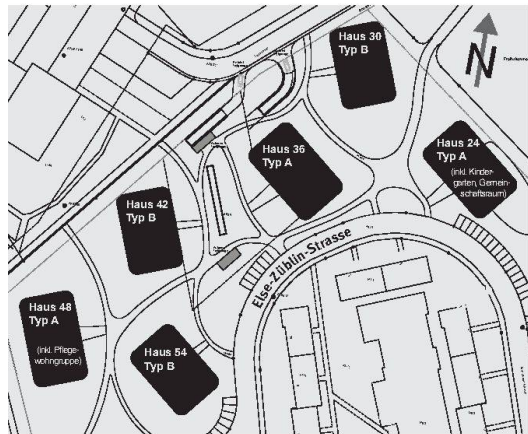 Haus 30
Typ B
N
Haus 36
Typ A
Haus 24
Typ A
(inkl. Kinder-
garten, Gemein-
schaftsraum)
Haus 42
Typ B
Else-Züblin-Strasse
Haus 48
Typ A
(inkl. Pflege-
wohngruppe)
Haus 54
Typ B